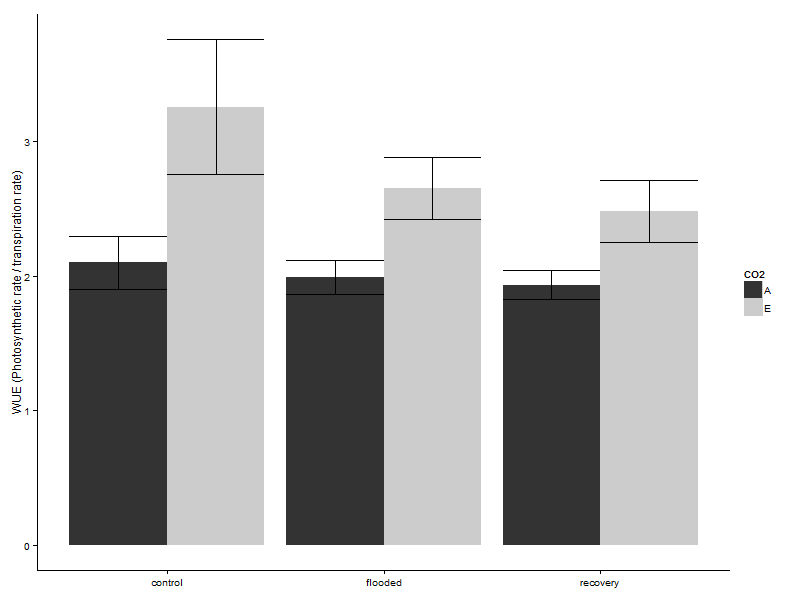 WUE (Photosynthetic rate / transpiration rate)
3
2
1
0
control flooded recovery
CO2
A
E